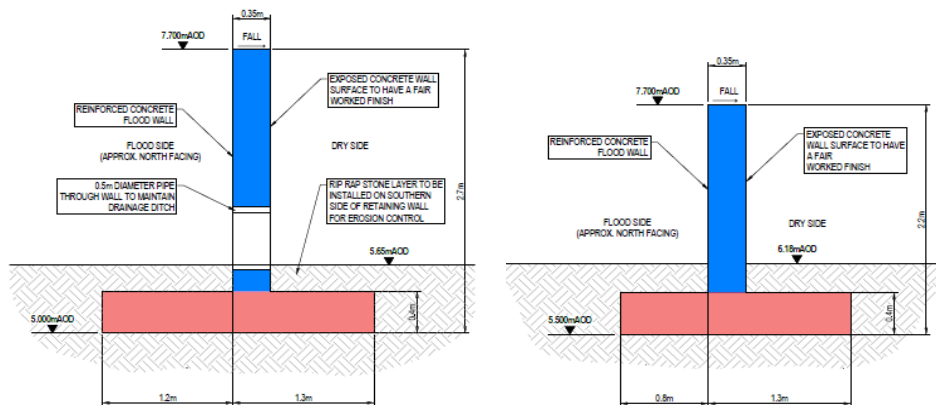 0.35m
FALL
7.700mAOD
EXPOSED CONCRETE WALL
SURFACE TO HAVE A FAIR
WORKED FINISH
REINFORCED CONCRETE
FLOOD WALL
FLOOD SIDE
(APPROX. NORTH FACING)
DRY SIDE
0.5m DIAMETER PIPE
THROUGH WALL TO MAINTAIN
DRAINAGE DITCH
RIP RAP STONE LAYER TO BE
INSTALLED ON SOUTHERN
SIDE OF RETAINING WALL
FOR EROSION CONTROL
2.7m
5.65mAOD
5.000mAOD
0.4m
1.2m
1.3m
0.35m
FALL
7.700mAOD
REINFORCED CONCRETE
FLOOD WALL
EXPOSED CONCRETE
WALL SURFACE TO HAVE
A FAIR
WORKED FINISH
FLOOD SIDE
(APPROX. NORTH FACING)
DRY SIDE
2.2m
6.18mAOD
5.500mAOD
0.4m
0.8m
1.3m